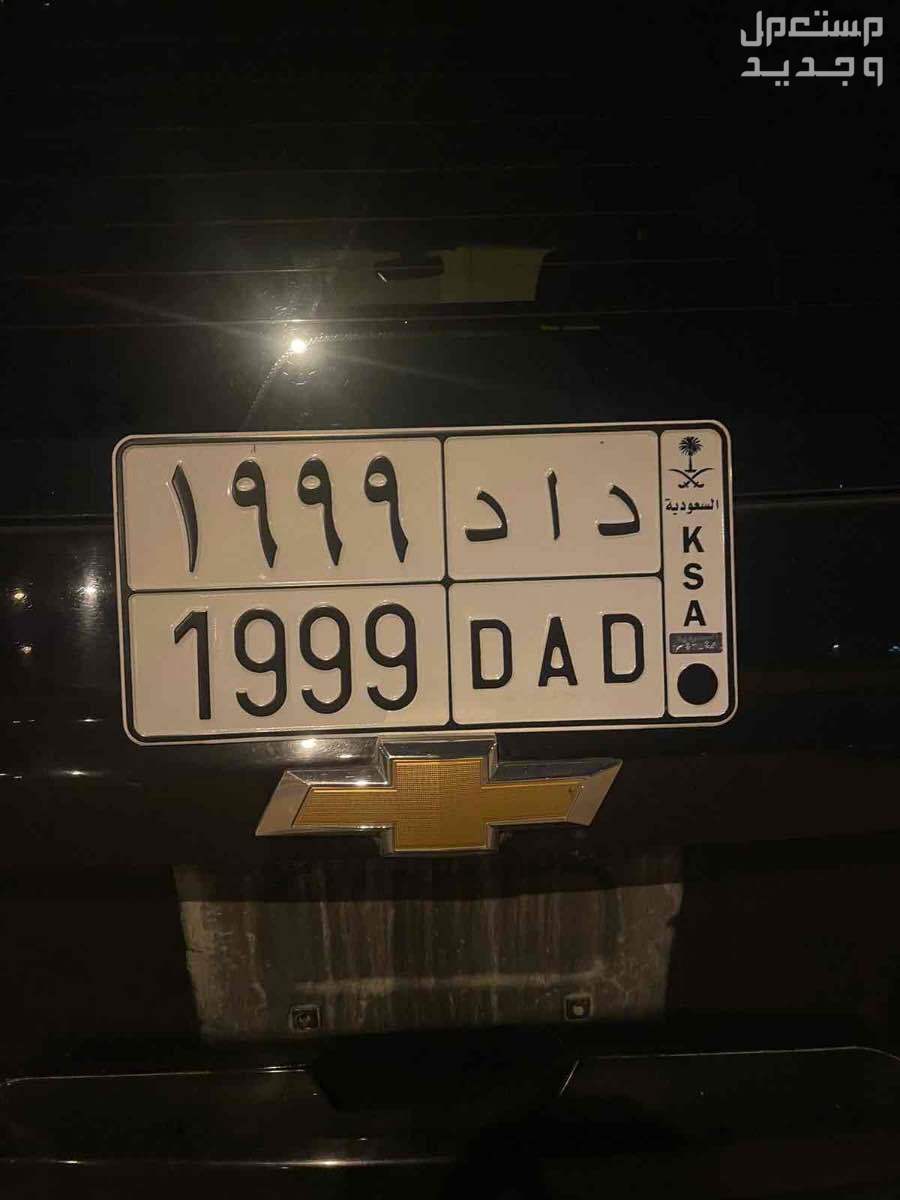 مستعمل
وجديد
١٩٩٩ د ا د
1999 DAD
السعودية
K
S
A